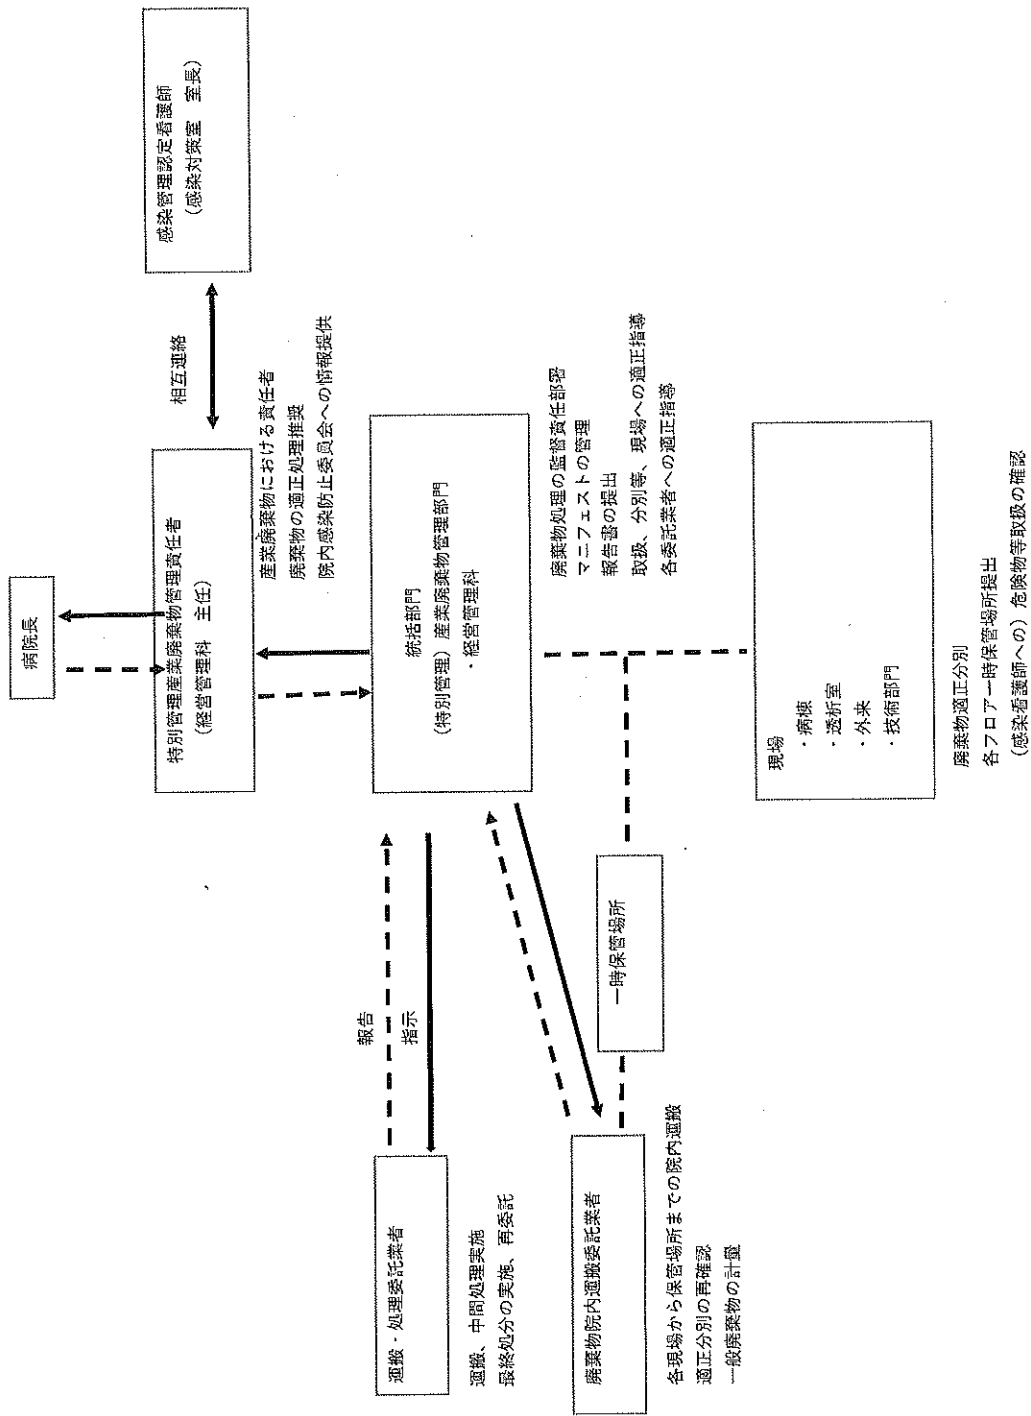 病院長
特別管理産業廃棄物管理責任者
(経営管理科　主任)
相互連絡
感染管理認定看護師
(感染対策室　室長)
産業廃棄物における責任者
廃棄物の適正処理推奨
院内感染防止委員会への情報提供
統括部門
(特別管理)産業廃棄物管理部門
・経営管理科
廃棄物処理の監督責任部署
マニフェストの管理
報告書の提出
取扱、分別等、現場への適正指導
各委託業者への適正指導
報告
指示
運搬・処理委託業者
運搬、中間処理実施
最終処分の実施、再委託
廃棄物院内運搬委託業者
各現場から保管場所までの院内運搬
適正分別の再確認
一般廃棄物の計量
一時保管場所
現場
・病棟
・透析室
・外来
・技術部門
廃棄物適正分別
各フロアー一時保管場所提出
(感染看護師への)危険物等取扱の確認